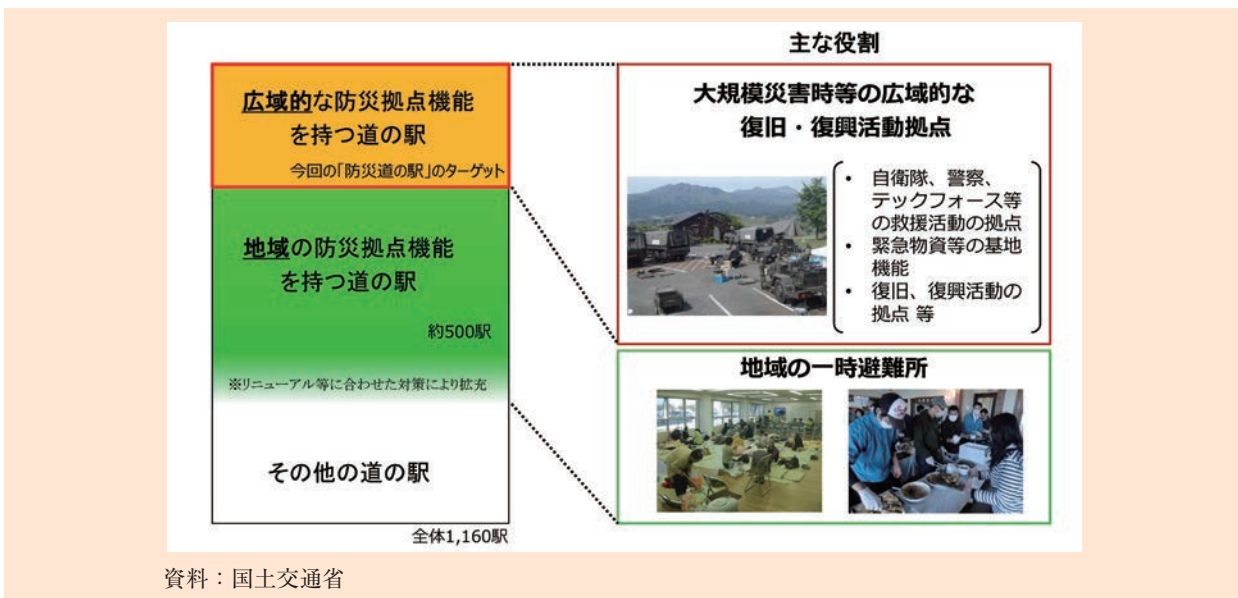 主な役割
広域的な防災拠点機能
を持つ道の駅
今回の「防災道の駅」のターゲット
地域の防災拠点機能
を持つ道の駅
約500駅
※リニューアル等に合わせた対策により拡充
その他の道の駅
全体1,160駅
大規模災害時等の広域的な
復旧・復興活動拠点
・ 自衛隊、警察、
テックフォース等
の救援活動の拠点
・ 緊急物資等の基地
機能
・ 復旧、復興活動の
拠点 等
地域の一時避難所
資料：国土交通省